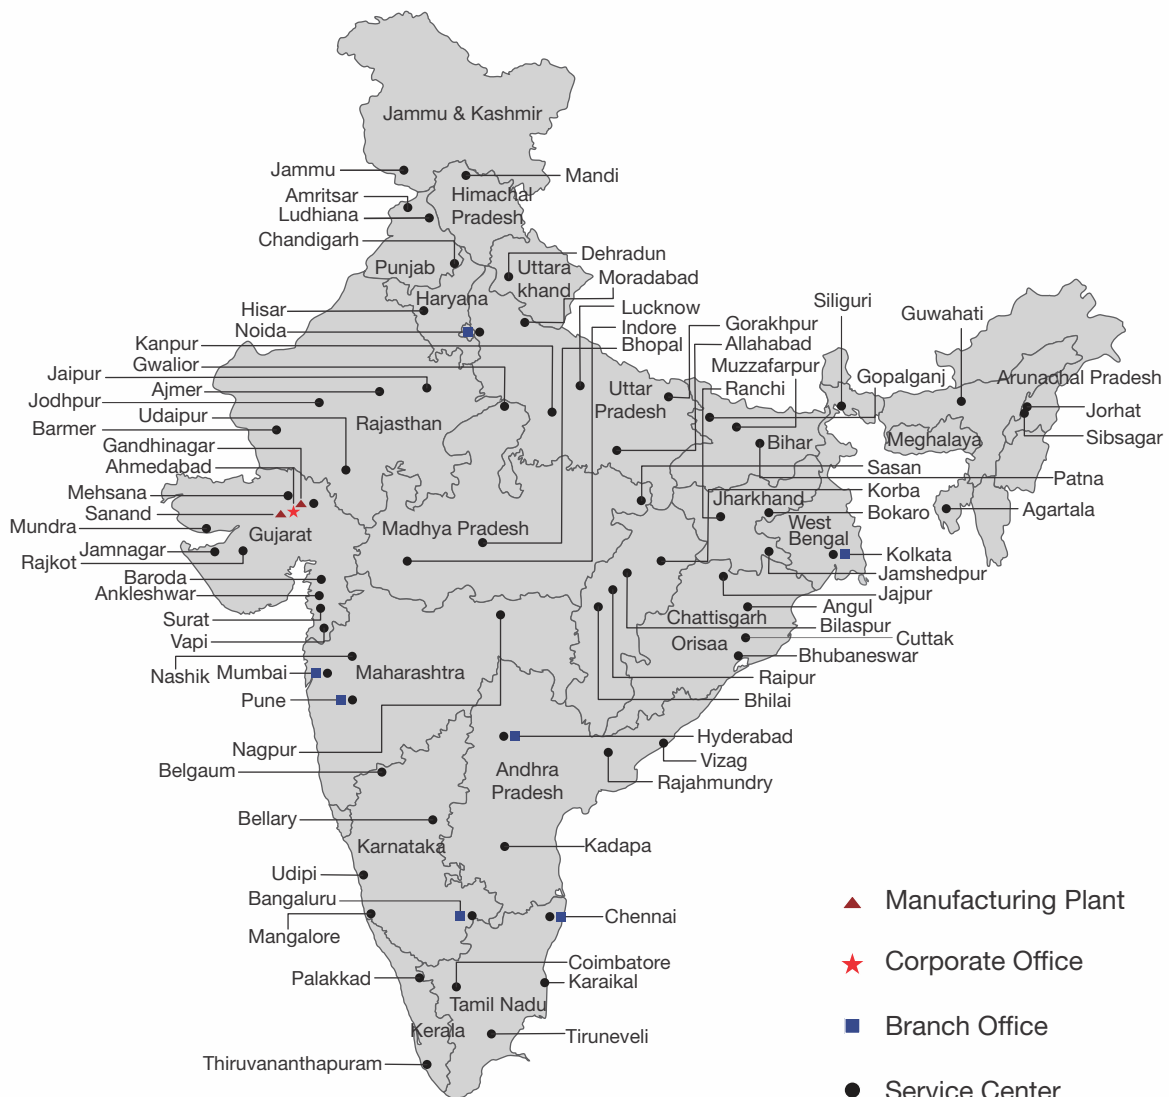 Jammu & Kashmir
Jammu
Mandi
Amritsar
Himachal
Pradesh
Ludhiana
Chandigarh
Dehradun
Punjab
Uttara
khand
Moradabad
Haryana
Siliguri
Hisar
Lucknow
Guwahati
Noida
Indore
Gorakhpur
Kanpur
Bhopal
Allahabad
Gwalior
Muzzafarpur
Jaipur
Gopalganj
Arunachal Pradesh
Ajmer
Uttar
Pradesh
Ranchi
Jodhpur
Jorhat
Udaipur
Rajasthan
Barmer
Bihar
Meghalaya
Sibsagar
Gandhinagar
Ahmedabad
Sasan
Patna
Mehsana
Jharkhand
Korba
Sanand
Bokaro
Agartala
Mundra
Gujarat
Madhya Pradesh
West
Bengal
Jamnagar
Kolkata
Rajkot
Jamshedpur
Baroda
Ankleshwar
Jajpur
Surat
Chattisgarh
Angul
Vapi
Bilaspur
Orisaa
Cuttak
Nashik
Mumbai
Maharashtra
Bhubaneswar
Raipur
Pune
Bhilai
Nagpur
Hyderabad
Belgaum
Andhra
Pradesh
Vizag
Rajahmundry
Bellary
Karnataka
Kadapa
Udipi
Bangaluru
Chennai
Mangalore
Coimbatore
Palakkad
Karaikal
Tamil Nadu
Kerala
Tiruneveli
Thiruvananthapuram
Manufacturing Plant
Corporate Office
Branch Office
Service Center